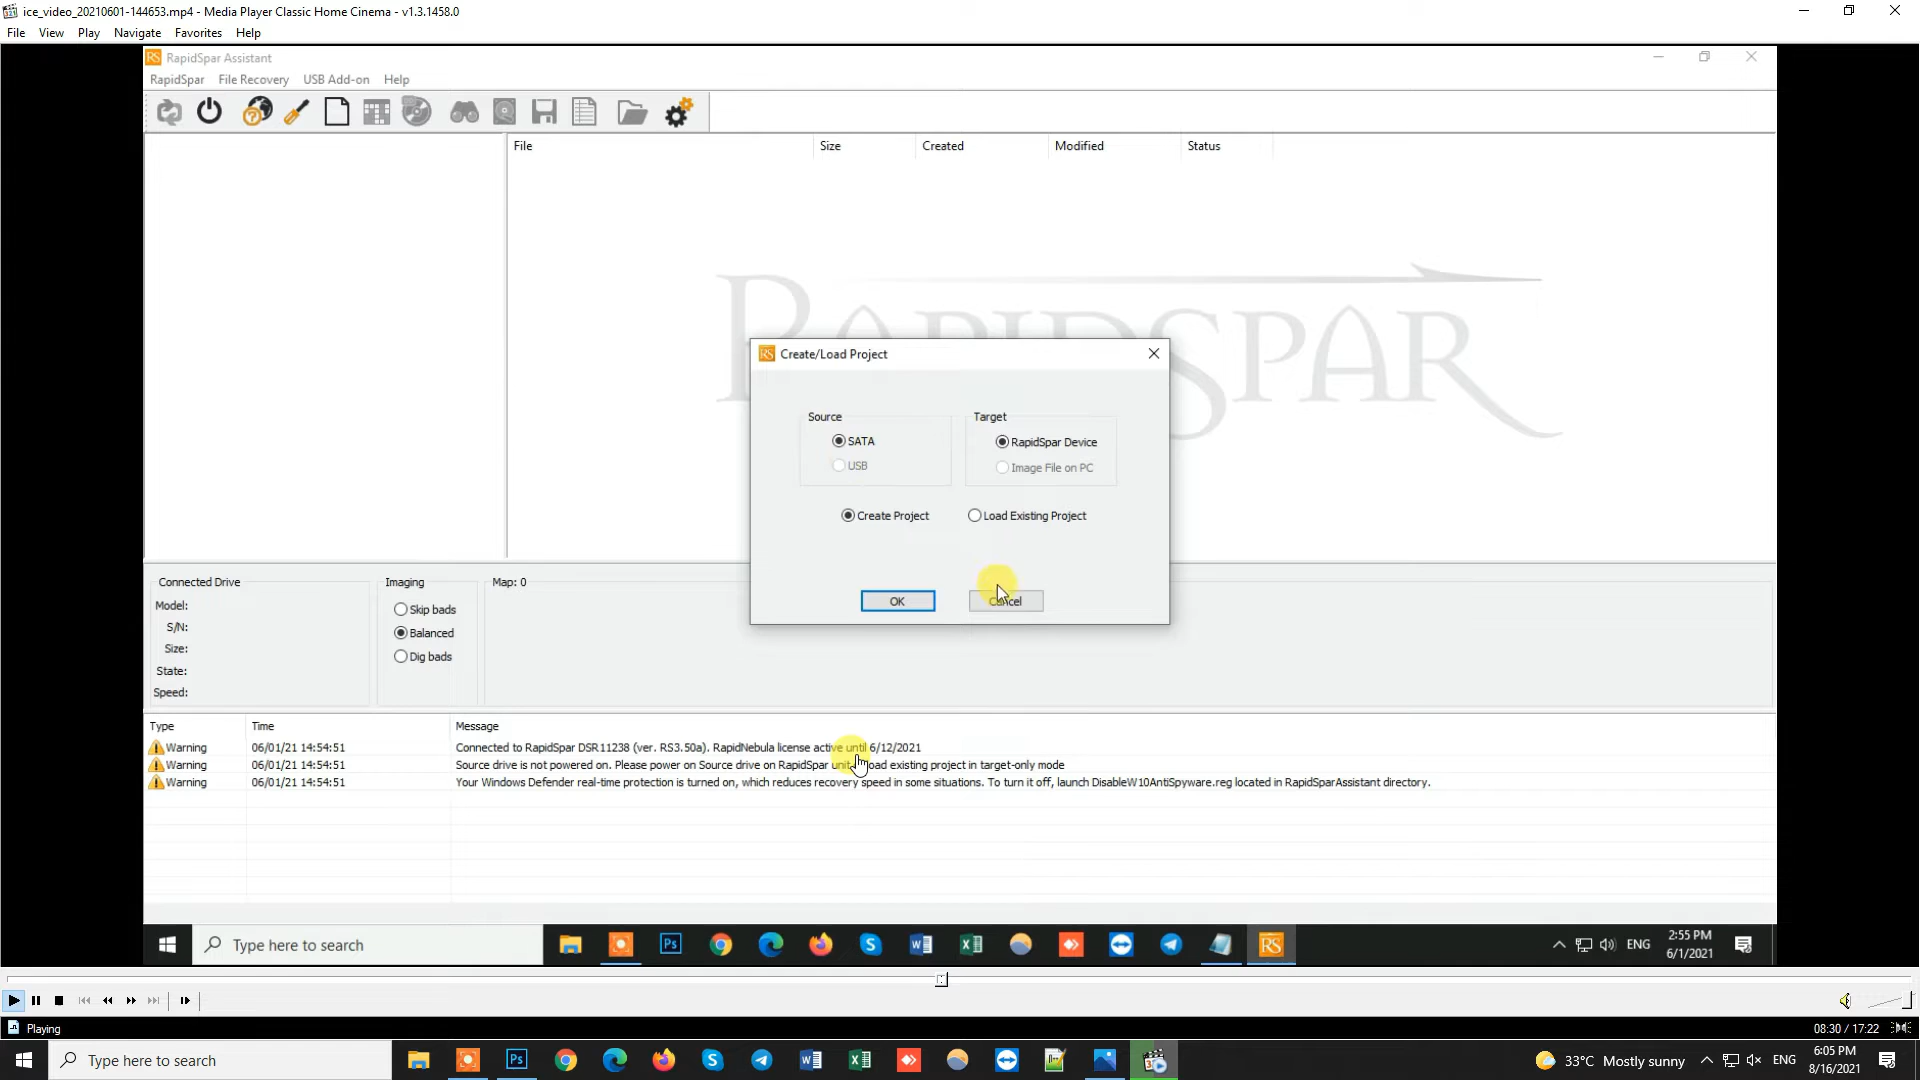 ice_video_20210601-144653.mp4 - Media Player Classic Home Cinema - v1.3.1458.0
File View Play Navigate Favorites Help
RS RapidSpar Assistant
RapidSpar File Recovery USB Add-on Help
File Size Created Modified Status
RAPIDSPAR
RS Create/Load Project
Source Target
SATA RapidSpar Device
USB Image File on PC
Create Project Load Existing Project
OK
Connected Drive Imaging Map: 0
Model:
S/N:
Size:
State:
Speed:
Skip bads
Balanced
Dig bads
Type Time Message
Warning 06/01/21 14:54:51 Connected to RapidSpar DSR11238 (ver. RS3.50a). RapidNebula license active until 6/12/2021
Warning 06/01/21 14:54:51 Source drive is not powered on. Please power on Source drive on RapidSpar unit load existing project in target-only mode
Warning 06/01/21 14:54:51 Your Windows Defender real-time protection is turned on, which reduces recovery speed in some situations. To turn it off, launch DisableW10AntiSpyware.reg located in RapidSparAssistant directory.
Type here to search Ps RS ENG 2:55 PM
6/1/2021
Playing 08:30 / 17:22
Type here to search Ps 33°C Mostly sunny ENG 6:05 PM
8/16/2021